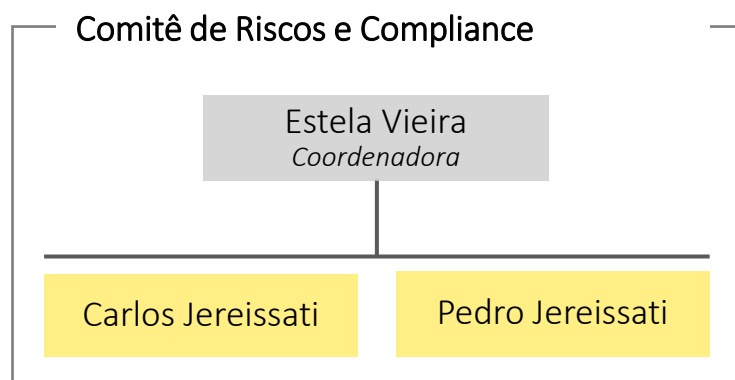 Comitê de Riscos e Compliance
Estela Vieira
Coordenadora
Carlos Jereissati
Pedro Jereissati